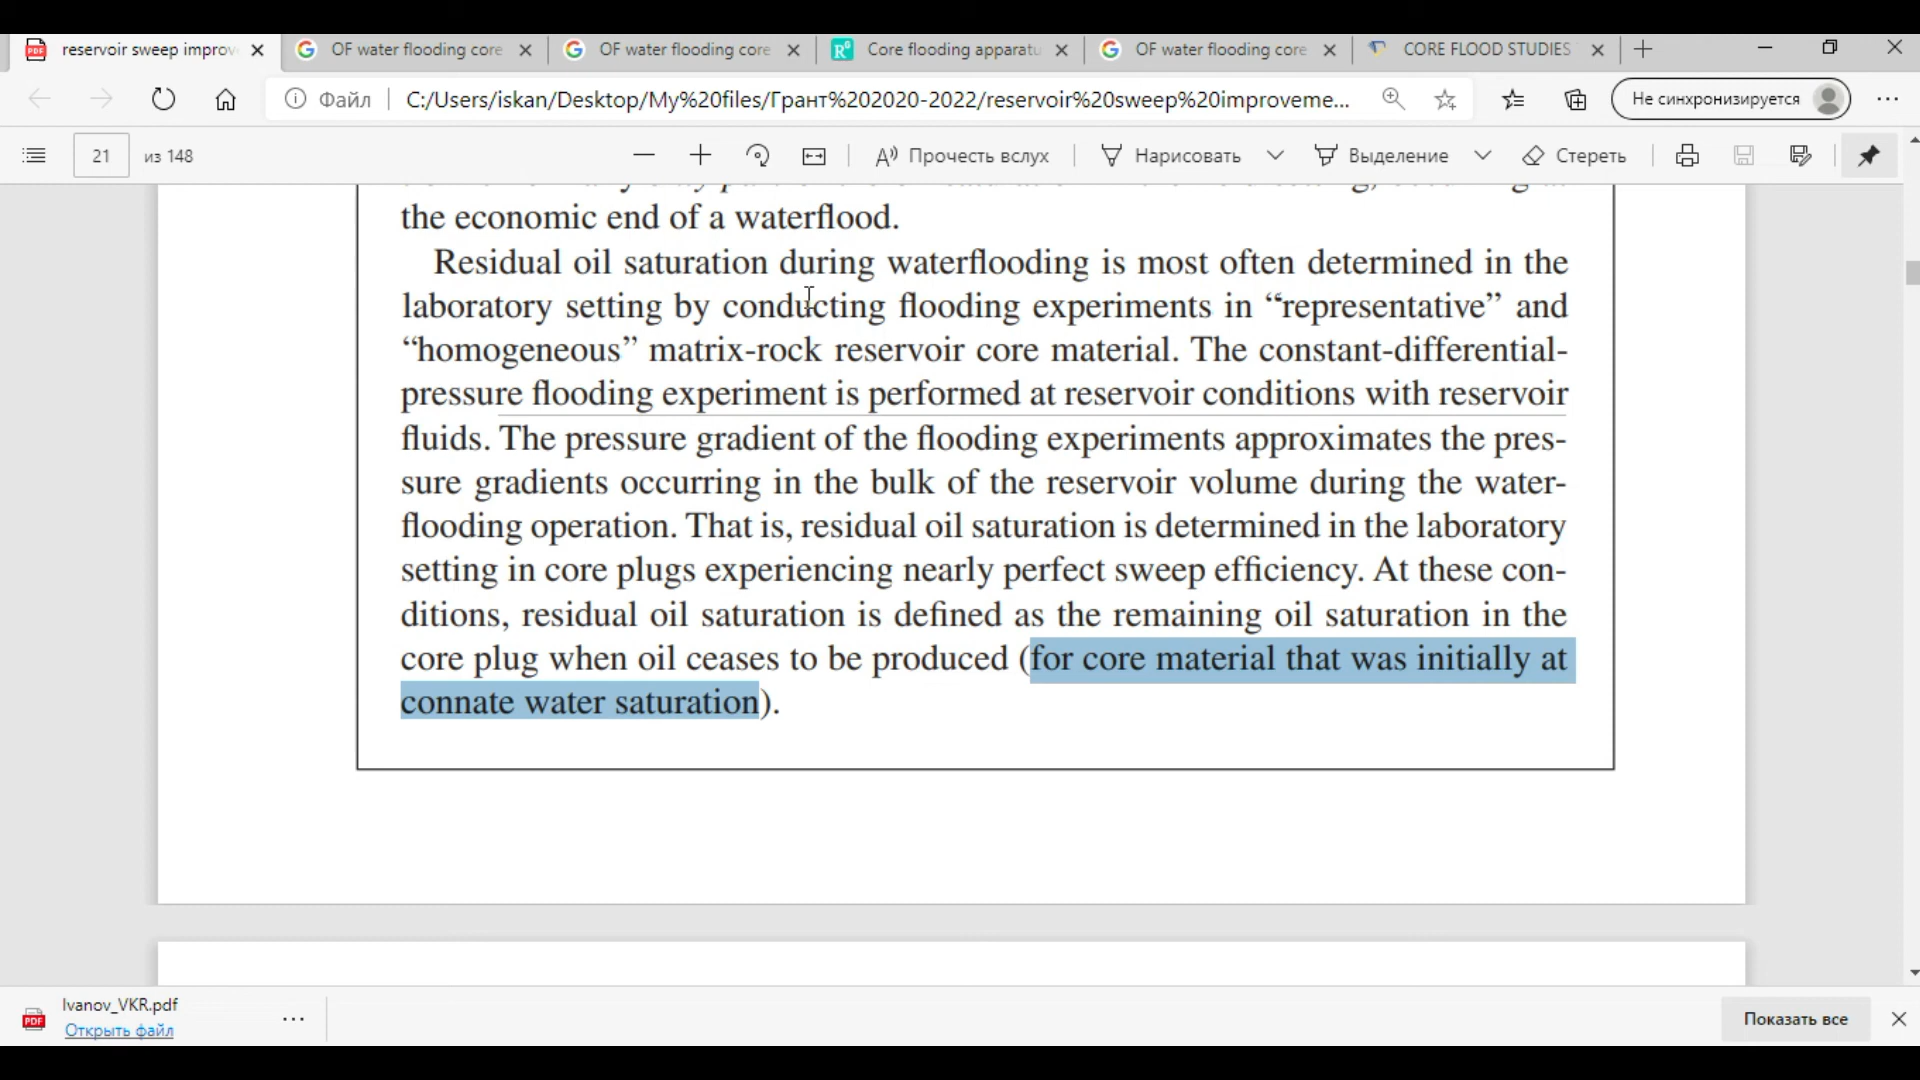 reservoir sweep improve
OF water flooding core
OF water flooding core
Core flooding apparatu
OF water flooding core
CORE FLOOD STUDIES
Файл
C:/Users/iskan/Desktop/My%20files/Грант%202020-2022/reservoir%20sweep%20improveme...
Не синхронизируется
21
из 148
Прочесть вслух
Нарисовать
Выделение
Стереть
the economic end of a waterflood.
Residual oil saturation during waterflooding is most often determined in the
laboratory setting by conducting flooding experiments in “representative” and
“homogeneous” matrix-rock reservoir core material. The constant-differential-
pressure flooding experiment is performed at reservoir conditions with reservoir
fluids. The pressure gradient of the flooding experiments approximates the pres-
sure gradients occurring in the bulk of the reservoir volume during the water-
flooding operation. That is, residual oil saturation is determined in the laboratory
setting in core plugs experiencing nearly perfect sweep efficiency. At these con-
ditions, residual oil saturation is defined as the remaining oil saturation in the
core plug when oil ceases to be produced (for core material that was initially at
connate water saturation).
Ivanov_VKR.pdf
Открыть файл
Показать все